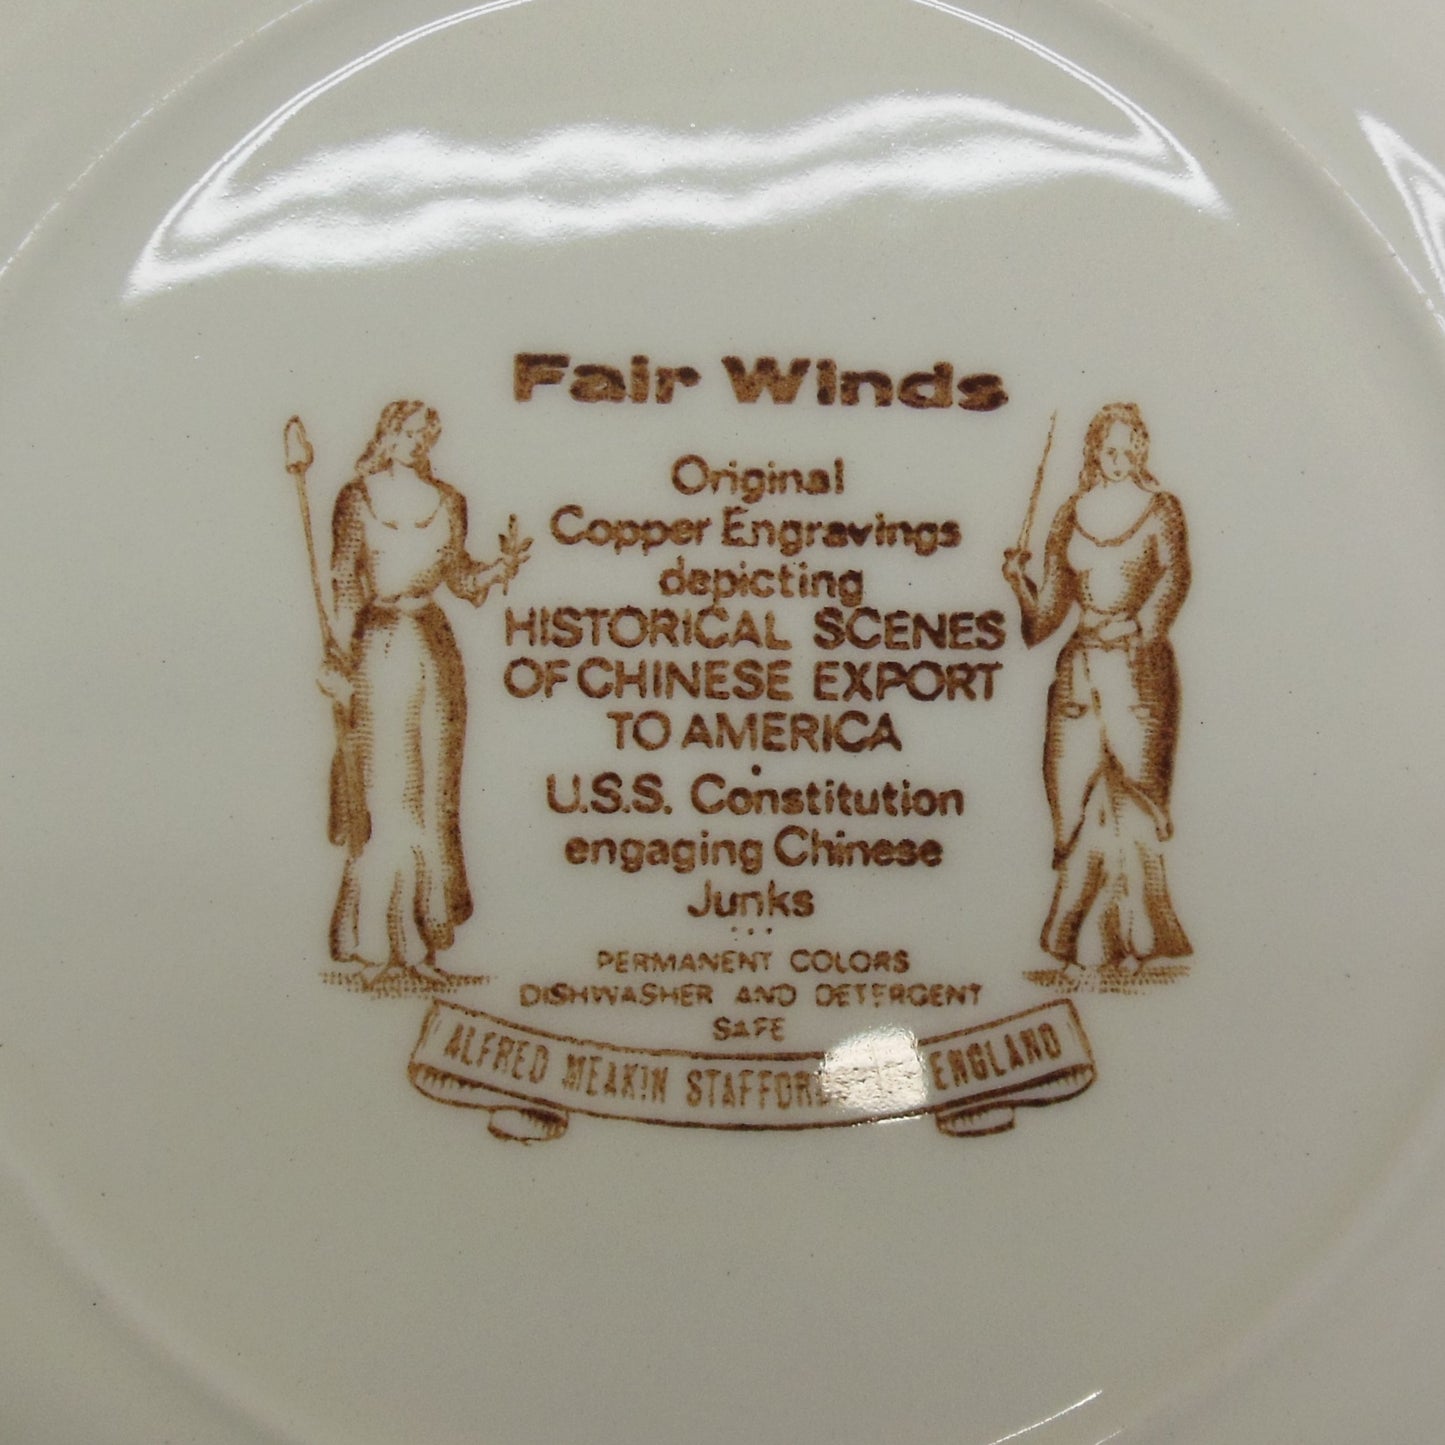 Fair Winds
Original
Copper Engravings
depicting
HISTORICAL SCENES
OF CHINESE EXPORT
TO AMERICA
U.S.S. Constitution
engaging Chinese
Junks
PERMANENT COLORS
DISHWASHER AND DETERGENT
SAFE
ALFRED MEAKIN ENGLAND